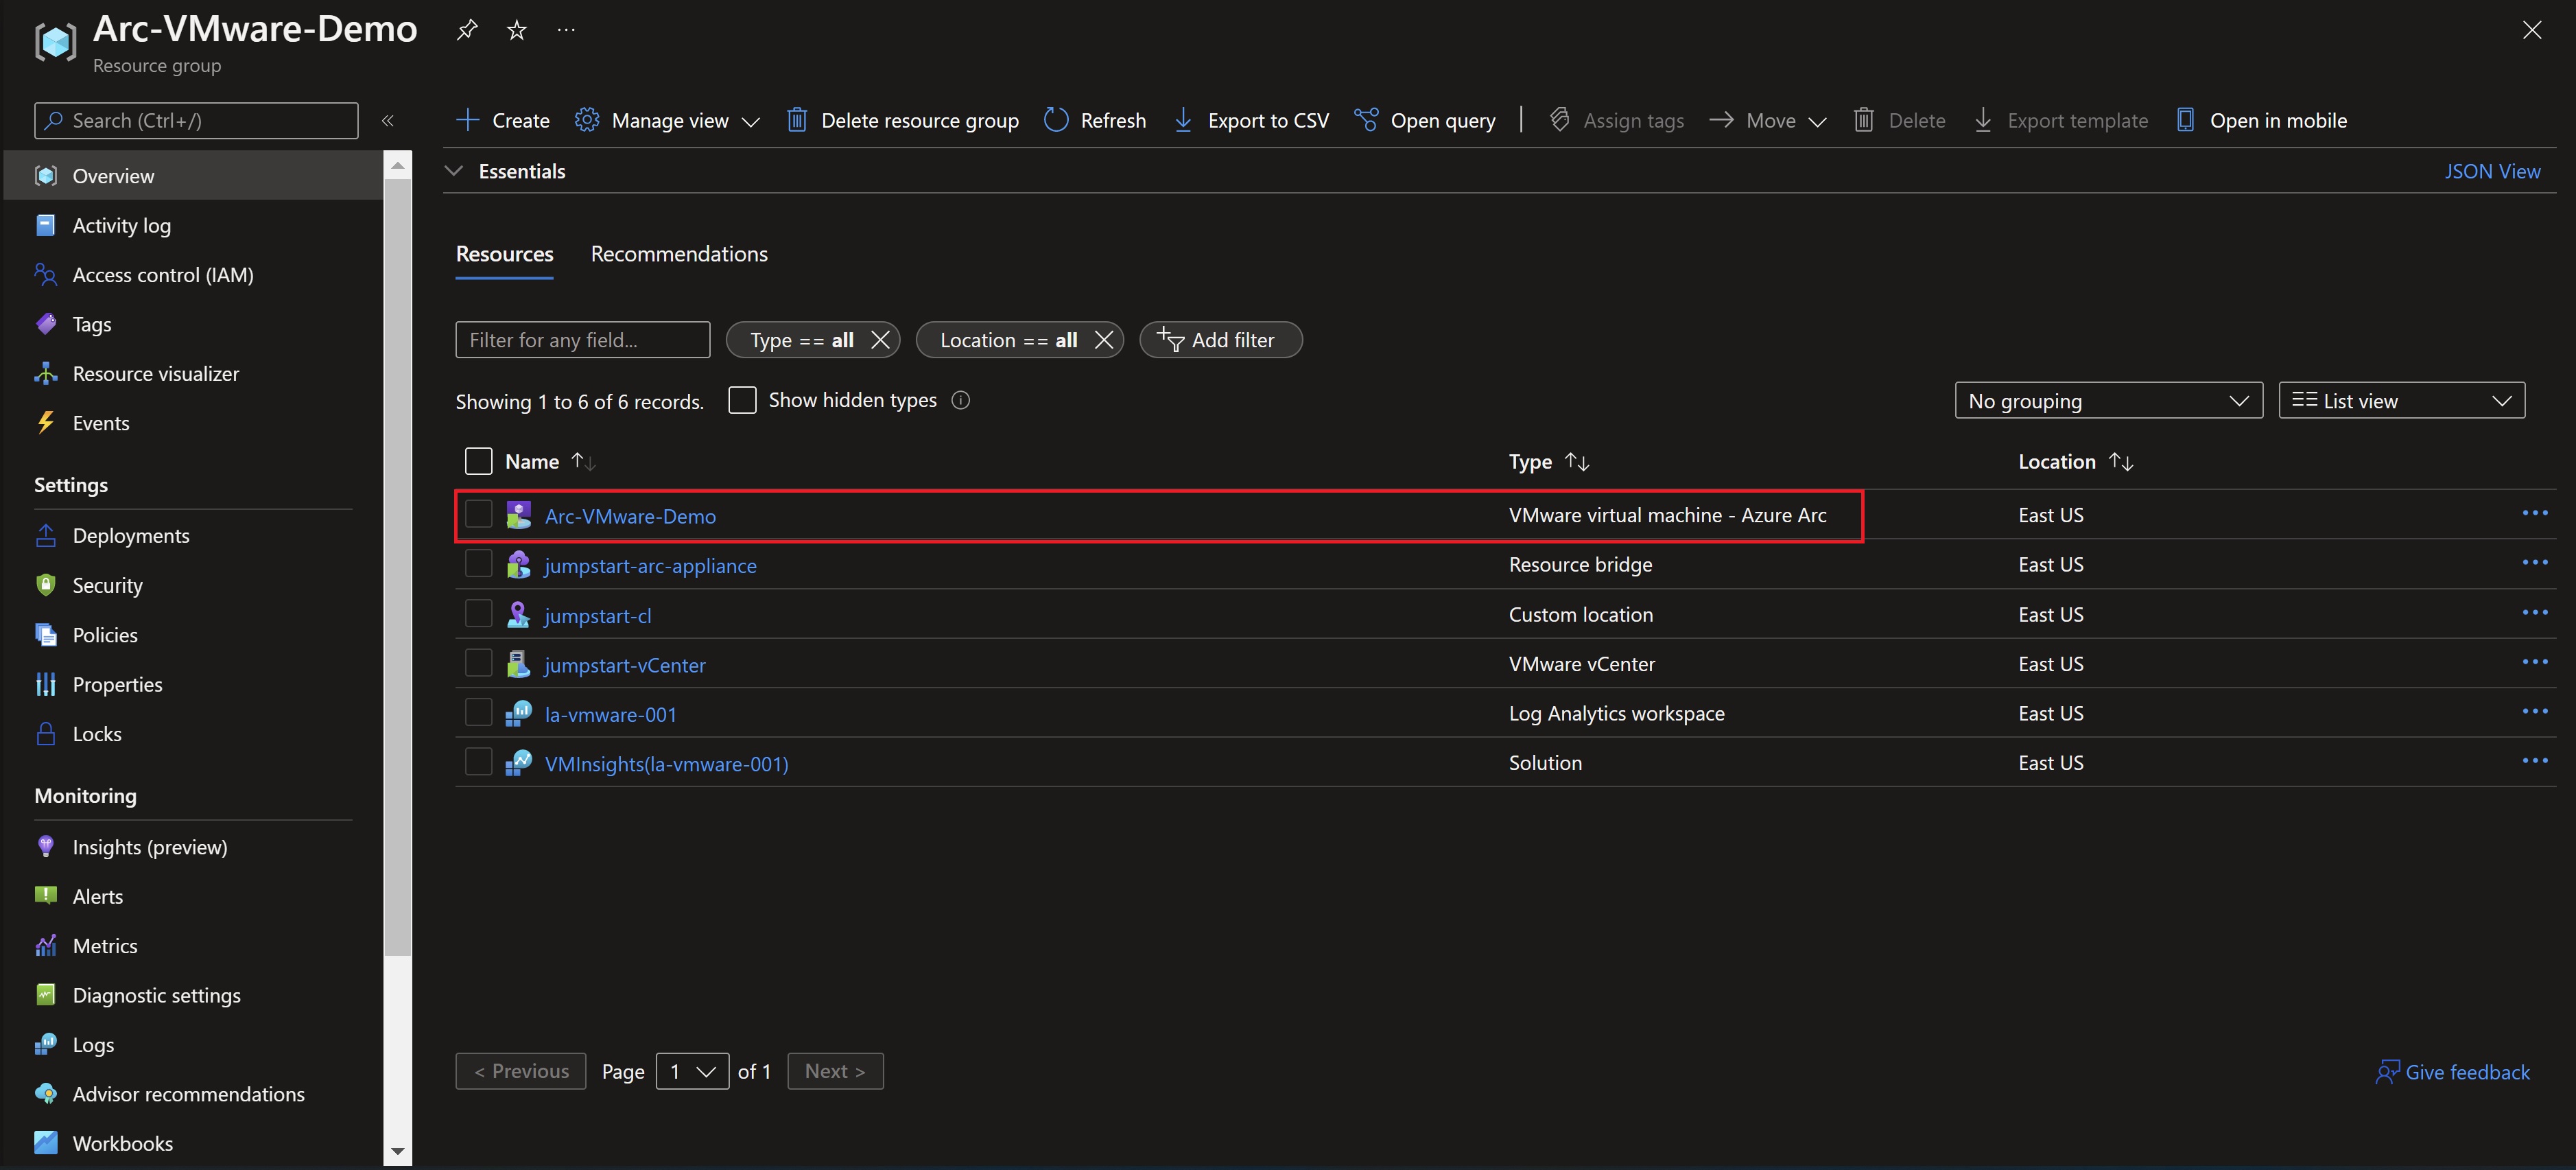 Arc-VMware-Demo
Resource group
Search (Ctrl+/)
Overview
Activity log
Access control (IAM)
Tags
Resource visualizer
Events
Settings
Deployments
Security
Policies
Properties
Locks
Monitoring
Insights (preview)
Alerts
Metrics
Diagnostic settings
Logs
Advisor recommendations
Workbooks
Create Manage view Delete resource group Refresh Export to CSV Open query Assign tags Move Delete Export template Open in mobile
Essentials JSON View
Resources Recommendations
Filter for any field... Type == all Location == all Add filter
Showing 1 to 6 of 6 records. Show hidden types No grouping List view
Name Type Location
Arc-VMware-Demo VMware virtual machine - Azure Arc East US
jumpstart-arc-appliance Resource bridge East US
jumpstart-cl Custom location East US
jumpstart-vCenter VMware vCenter East US
la-vmware-001 Log Analytics workspace East US
VMInsights(la-vmware-001) Solution East US
< Previous Page 1 of 1 Next > Give feedback